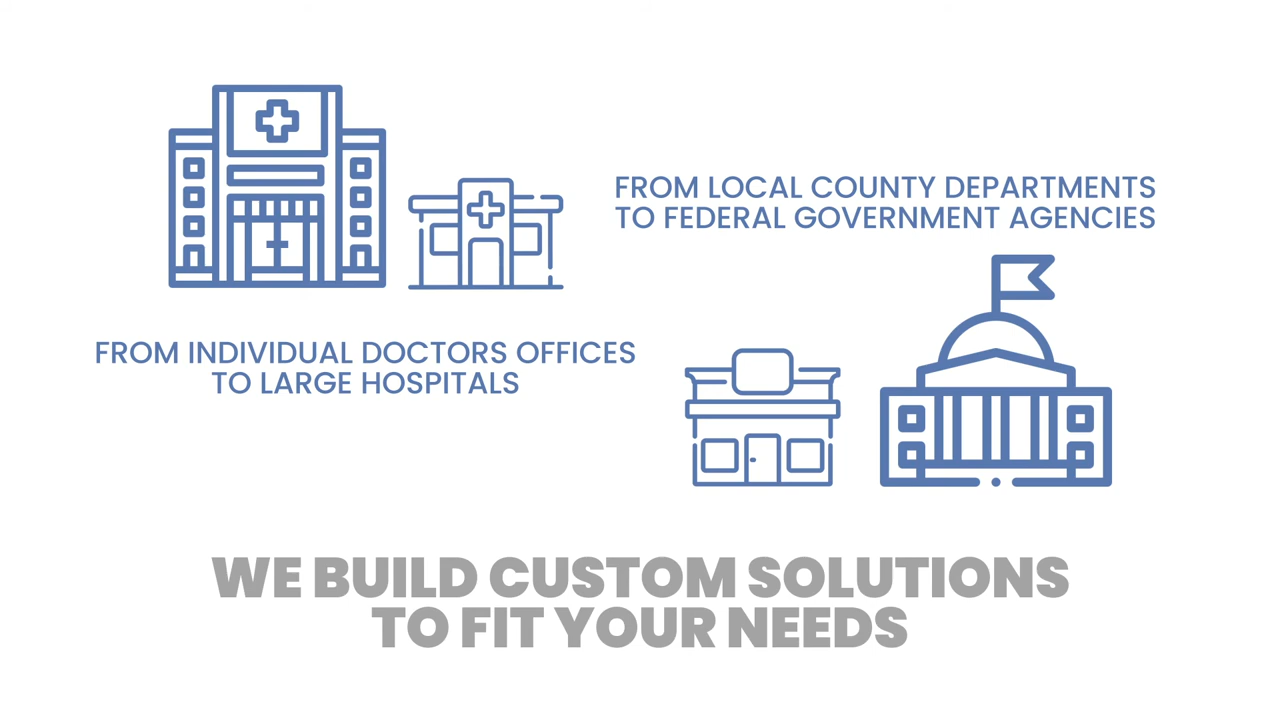 FROM INDIVIDUAL DOCTORS OFFICES
TO LARGE HOSPITALS
FROM LOCAL COUNTY DEPARTMENTS
TO FEDERAL GOVERNMENT AGENCIES
WE BUILD CUSTOM SOLUTIONS
TO FIT YOUR NEEDS